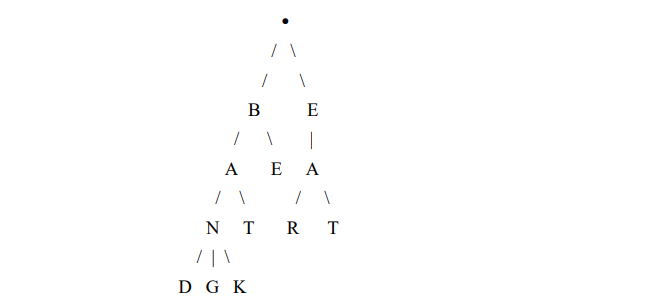 •
/ \
/ \
B E
/ \ |
A E A
/ \ / \
N T R T
/ | \
D G K